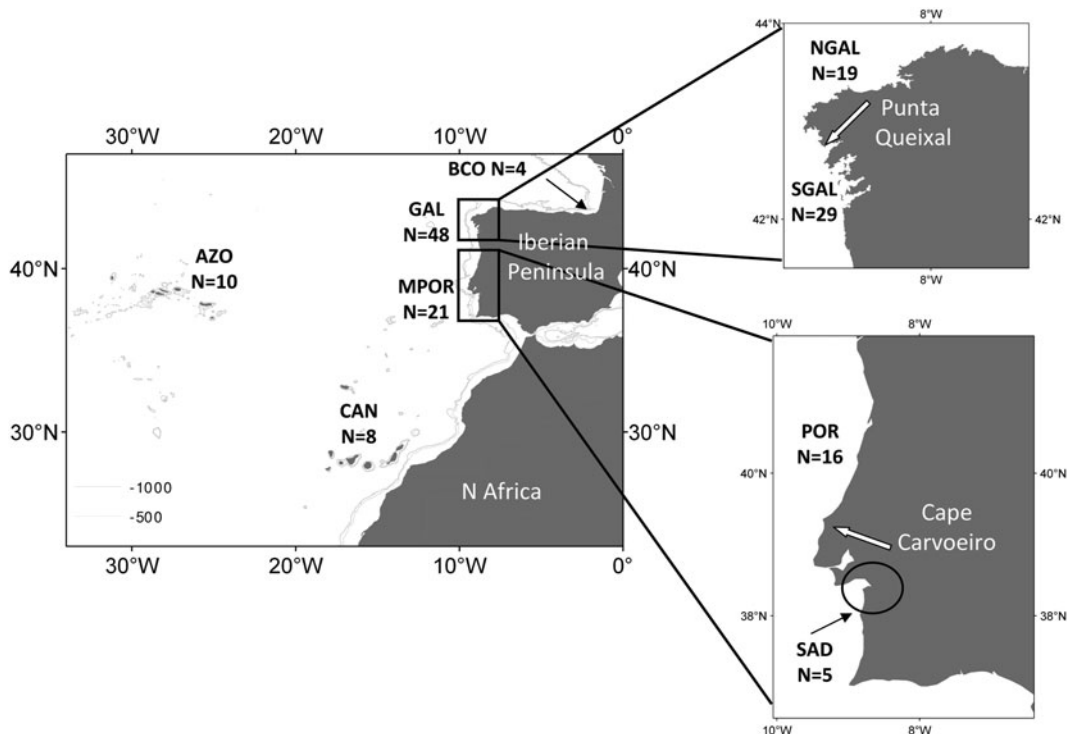 30°W
20°W
10°W
0°
BCO N=4
GAL
N=48
Iberian
Peninsula
AZO
N=10
40°N
40°N
MPOR
N=21
CAN
N=8
30°N
30°N
N Africa
-1000
-500
30°W
20°W
10°W
0°
8°W
44°N
NGAL
N=19
Punta
Queixal
SGAL
N=29
42°N
42°N
8°W
10°W
8°W
POR
N=16
40°N
40°N
Cape
Carvoeiro
38°N
38°N
SAD
N=5
10°W
8°W